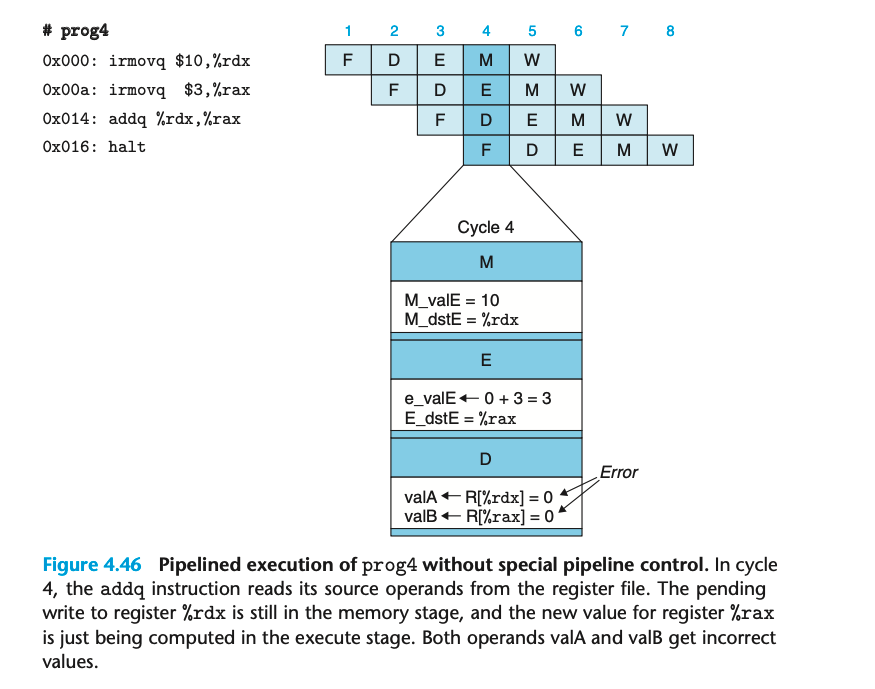 # prog4
1 2 3 4 5 6 7 8
0x000: irmovq $10,%rdx F D E M W
0x00a: irmovq $3,%rax F D E M W
0x014: addq %rdx,%rax F D E M W
0x016: halt F D E M W
Cycle 4
M
M_valE = 10
M_dstE = %rdx
E
e_valE ← 0 + 3 = 3
E_dstE = %rax
D
Error
valA ← R[%rdx] = 0
valB ← R[%rax] = 0
Figure 4.46 Pipelined execution of prog4 without special pipeline control. In cycle
4, the addq instruction reads its source operands from the register file. The pending
write to register %rdx is still in the memory stage, and the new value for register %rax
is just being computed in the execute stage. Both operands valA and valB get incorrect
values.